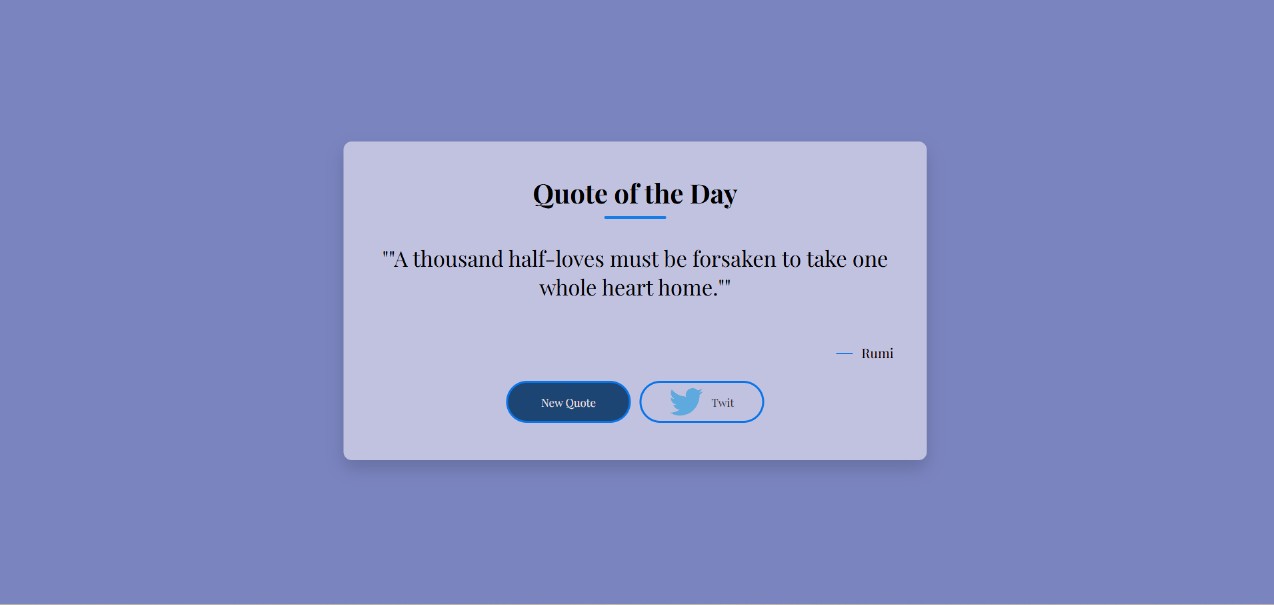 Quote of the Day
""A thousand half-loves must be forsaken to take one
whole heart home.""
— Rumi
New Quote
Twit